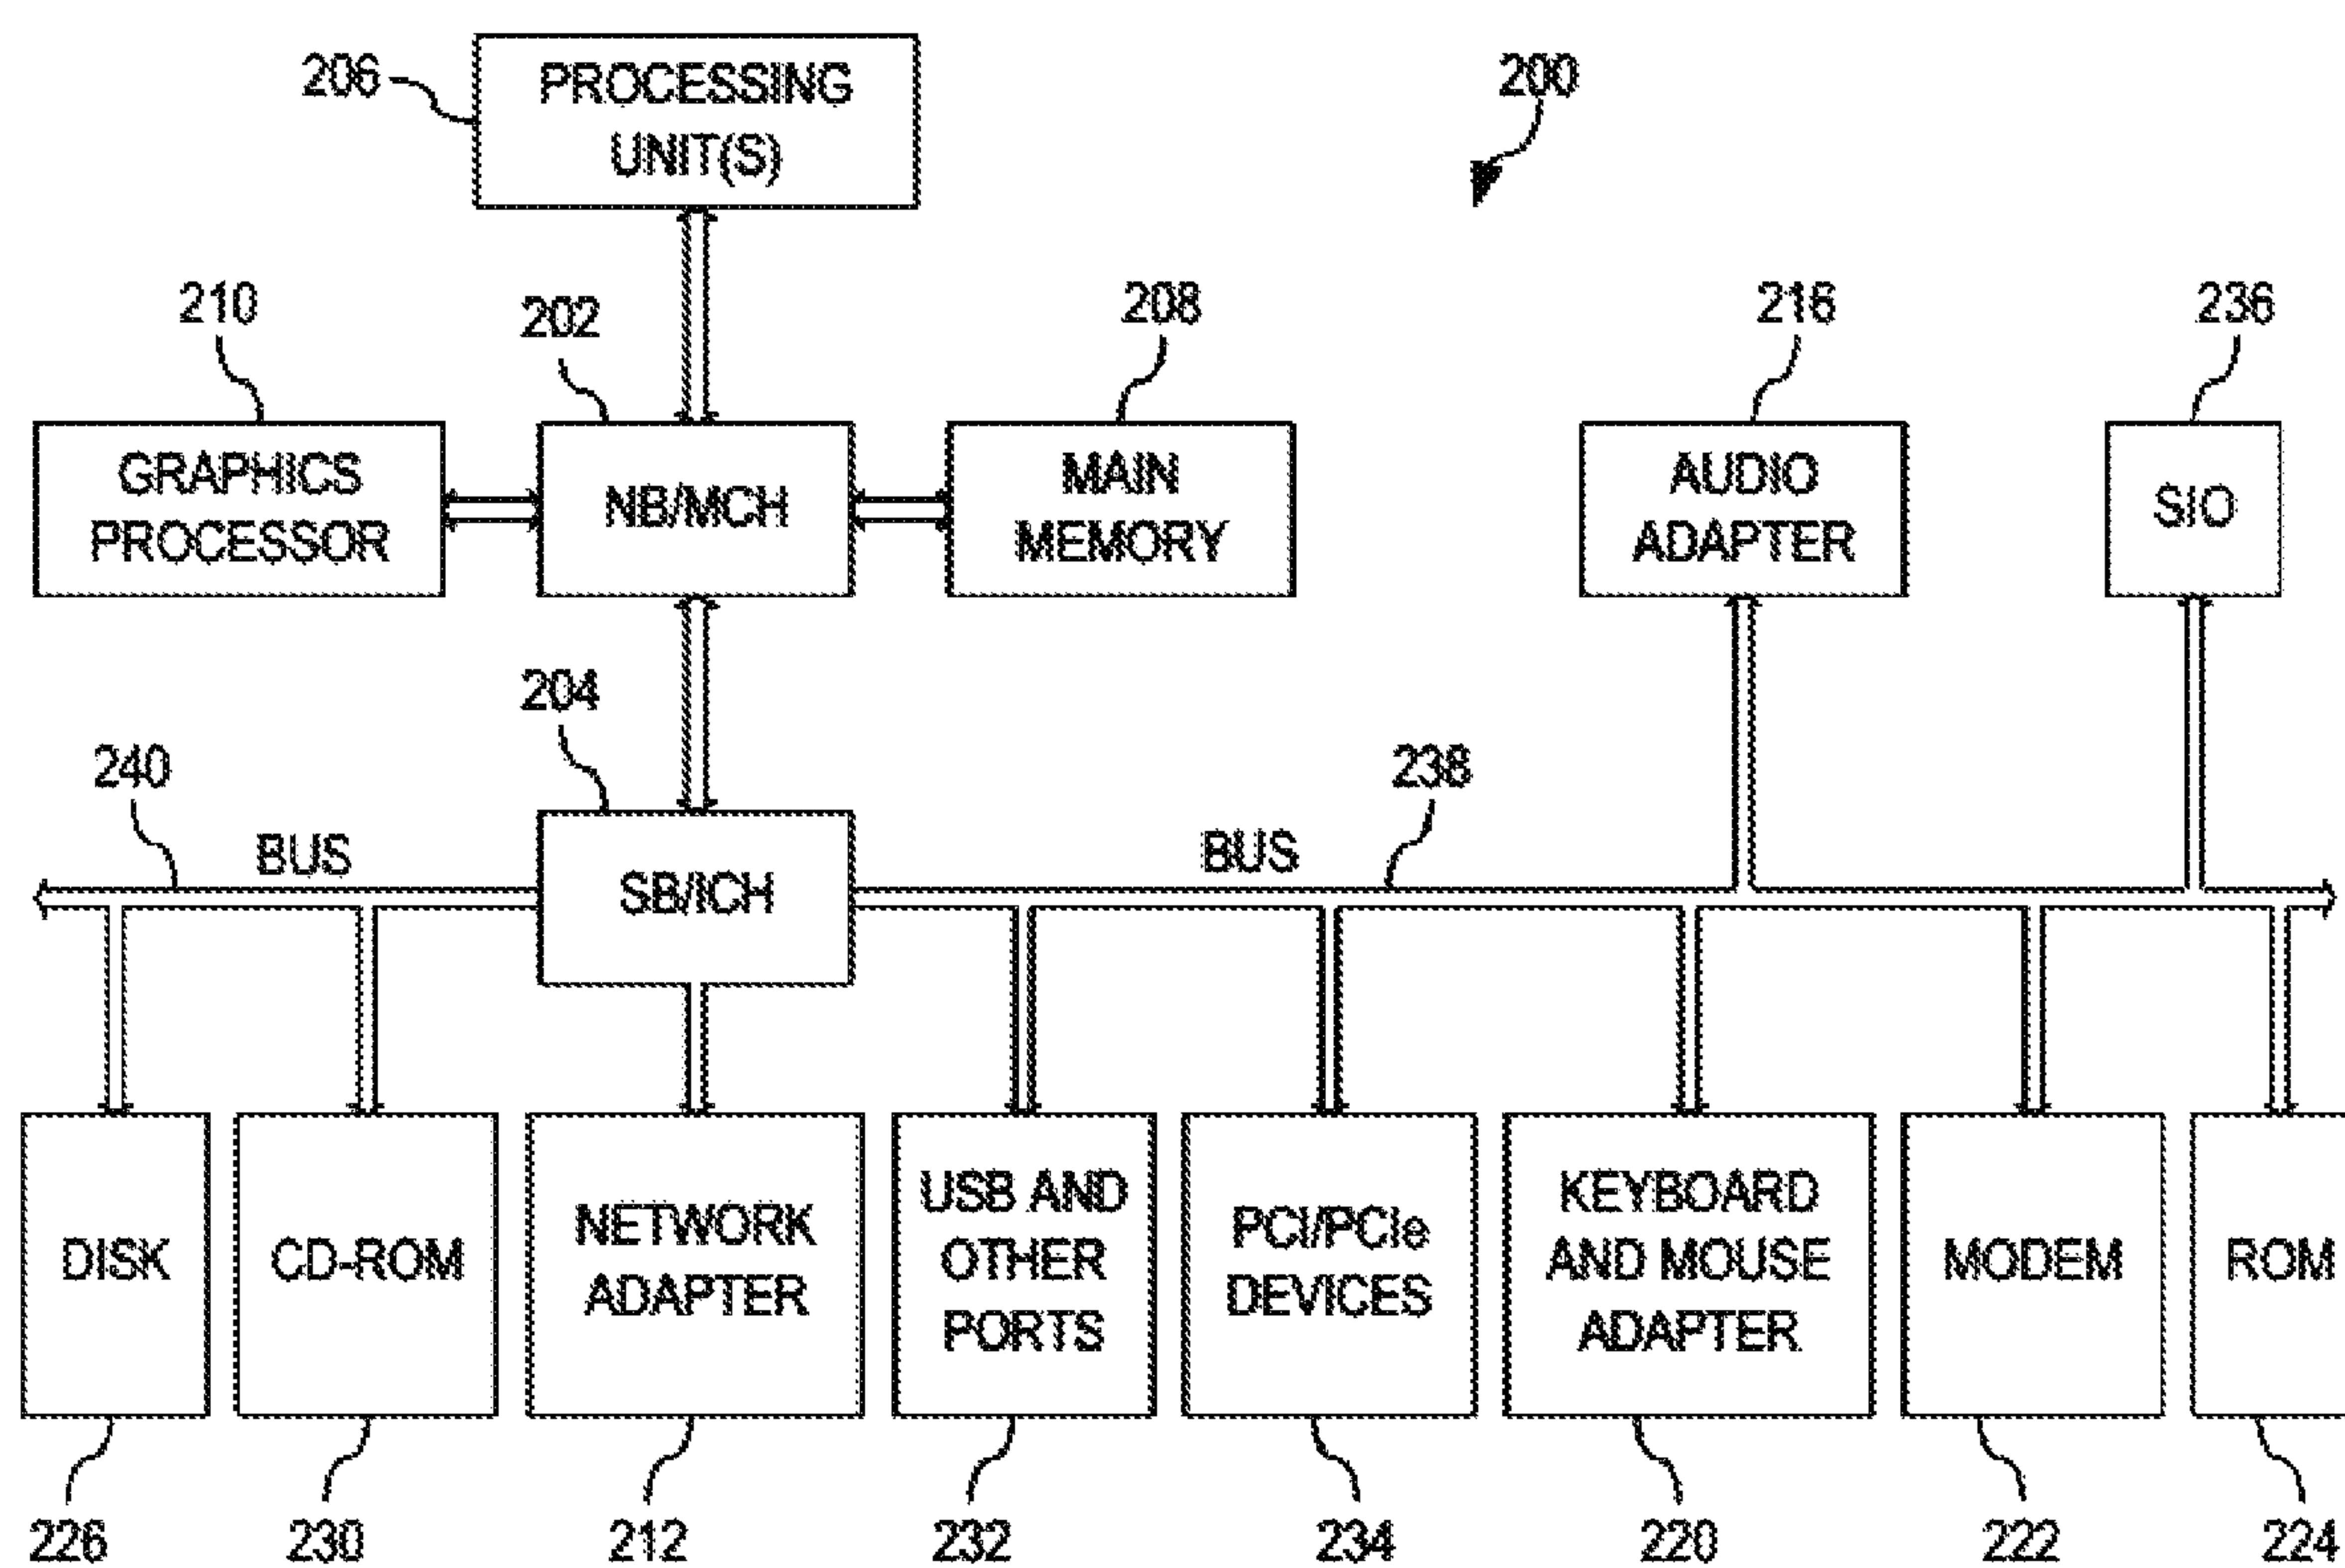 206
PROCESSING
UNIT(S)
200
210
202
208
216
236
GRAPHICS
PROCESSOR
NB/MCH
MAIN
MEMORY
AUDIO
ADAPTER
SIO
204
240
238
BUS
SB/ICH
BUS
DISK
CD-ROM
NETWORK
ADAPTER
USB AND
OTHER
PORTS
PCI/PCIe
DEVICES
KEYBOARD
AND MOUSE
ADAPTER
MODEM
ROM
226
230
212
232
234
220
222
224